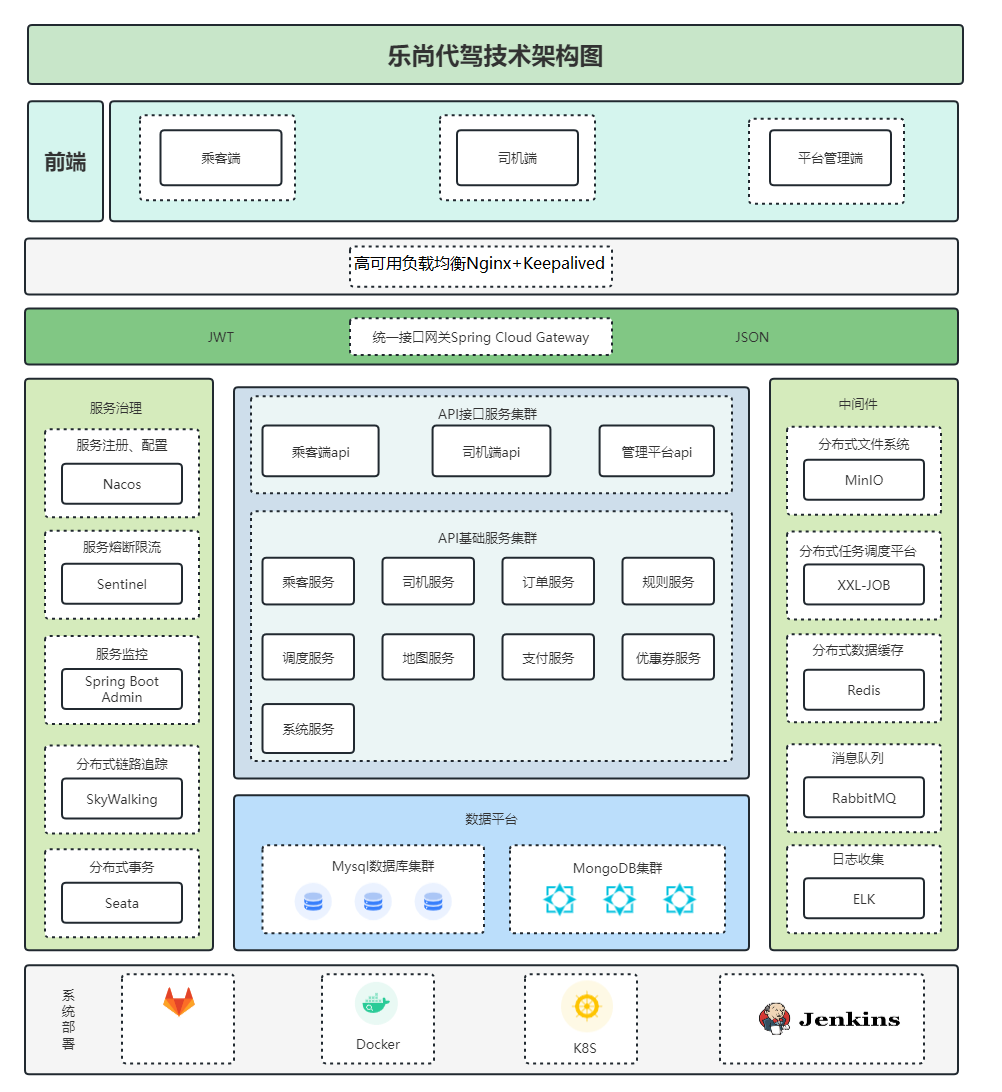 乐尚代驾技术架构图
前端
乘客端
司机端
平台管理端
高可用负载均衡Nginx+Keepalived
JWT
统一接口网关Spring Cloud Gateway
JSON
服务治理
服务注册、配置
Nacos
服务熔断限流
Sentinel
服务监控
Spring Boot
Admin
分布式链路追踪
SkyWalking
分布式事务
Seata
API接口服务集群
乘客端api
司机端api
管理平台api
API基础服务集群
乘客服务
司机服务
订单服务
规则服务
调度服务
地图服务
支付服务
优惠券服务
系统服务
数据平台
Mysql数据库集群
MongoDB集群
中间件
分布式文件系统
MinIO
分布式任务调度平台
XXL-JOB
分布式数据缓存
Redis
消息队列
RabbitMQ
日志收集
ELK
系统部署
Docker
K8S
Jenkins